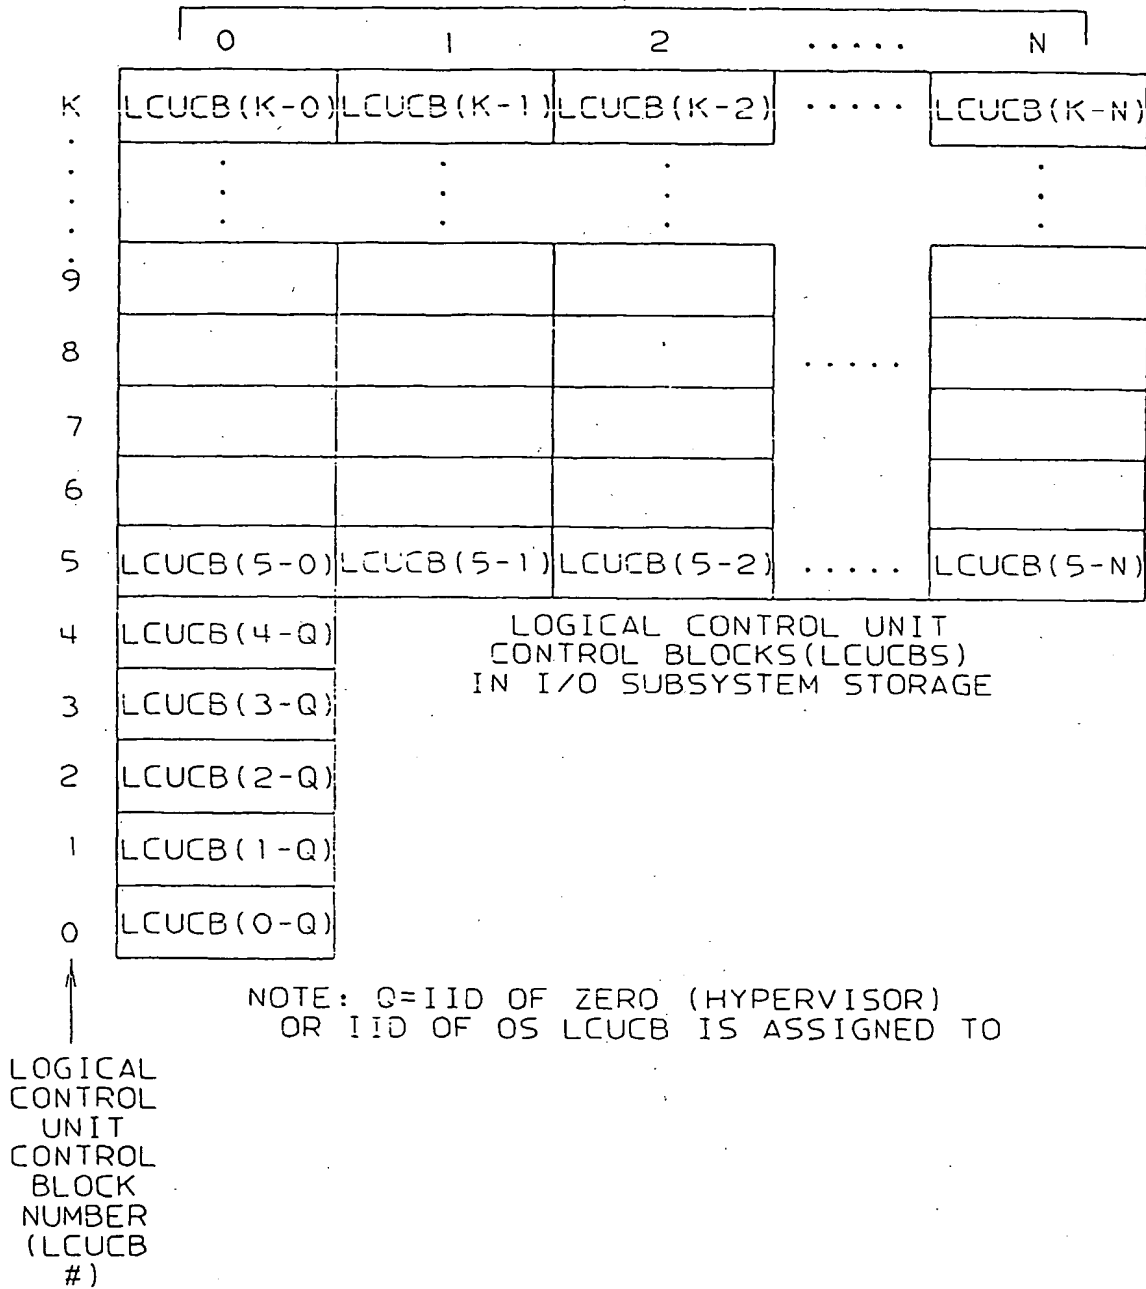 0 1 2 ..... N
K LCUCB(K-0) LCUCB(K-1) LCUCB(K-2) ..... LCUCB(K-N)
9
8 .....
7
6
5 LCUCB(5-0) LCUCB(5-1) LCUCB(5-2) ..... LCUCB(5-N)
4 LCUCB(4-Q)
LOGICAL CONTROL UNIT
CONTROL BLOCKS(LCUCBS)
IN I/O SUBSYSTEM STORAGE
3 LCUCB(3-Q)
2 LCUCB(2-Q)
1 LCUCB(1-Q)
0 LCUCB(0-Q)
NOTE: Q=IID OF ZERO (HYPERVISOR)
OR IID OF OS LCUCB IS ASSIGNED TO
LOGICAL
CONTROL
UNIT
CONTROL
BLOCK
NUMBER
(LCUCB
#)